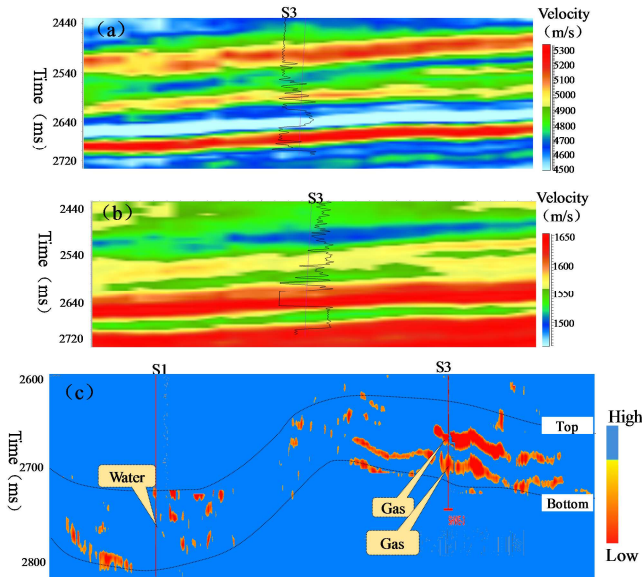 S3
Velocity
(m/s)
(a)
2440
2540
2640
2720
Time (ms)
5300
5200
5100
5000
4900
4800
4700
4600
4500
S3
Velocity
(m/s)
(b)
2440
2540
2640
2720
Time (ms)
1650
1600
1550
1500
1460
S1
S3
(c)
2600
2700
2800
Time (ms)
Top
Water
Gas
Gas
Bottom
High
Low